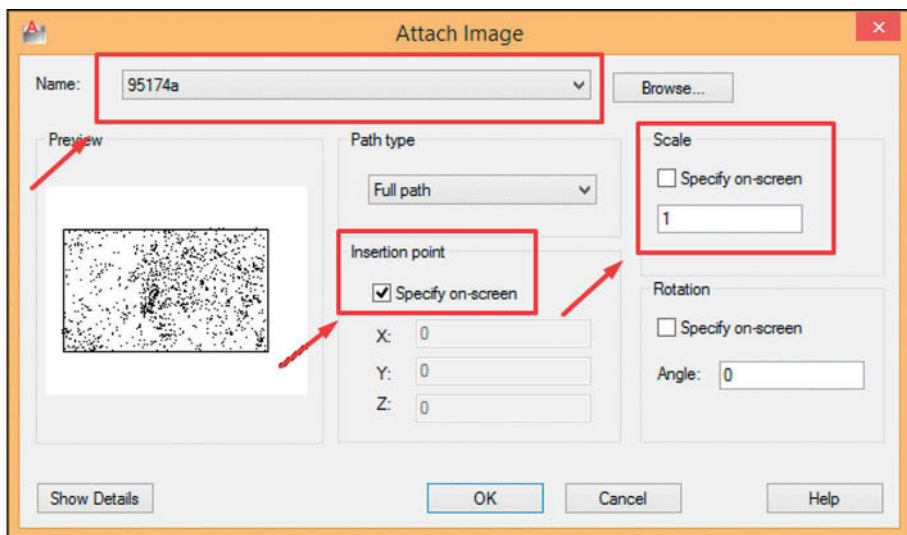 Attach Image
Name:
95174a
Browse...
Preview
Path type
Full path
Scale
Specify on-screen
1
Insertion point
Specify on-screen
X:
0
Y:
0
Z:
0
Rotation
Specify on-screen
Angle:
0
Show Details
OK
Cancel
Help